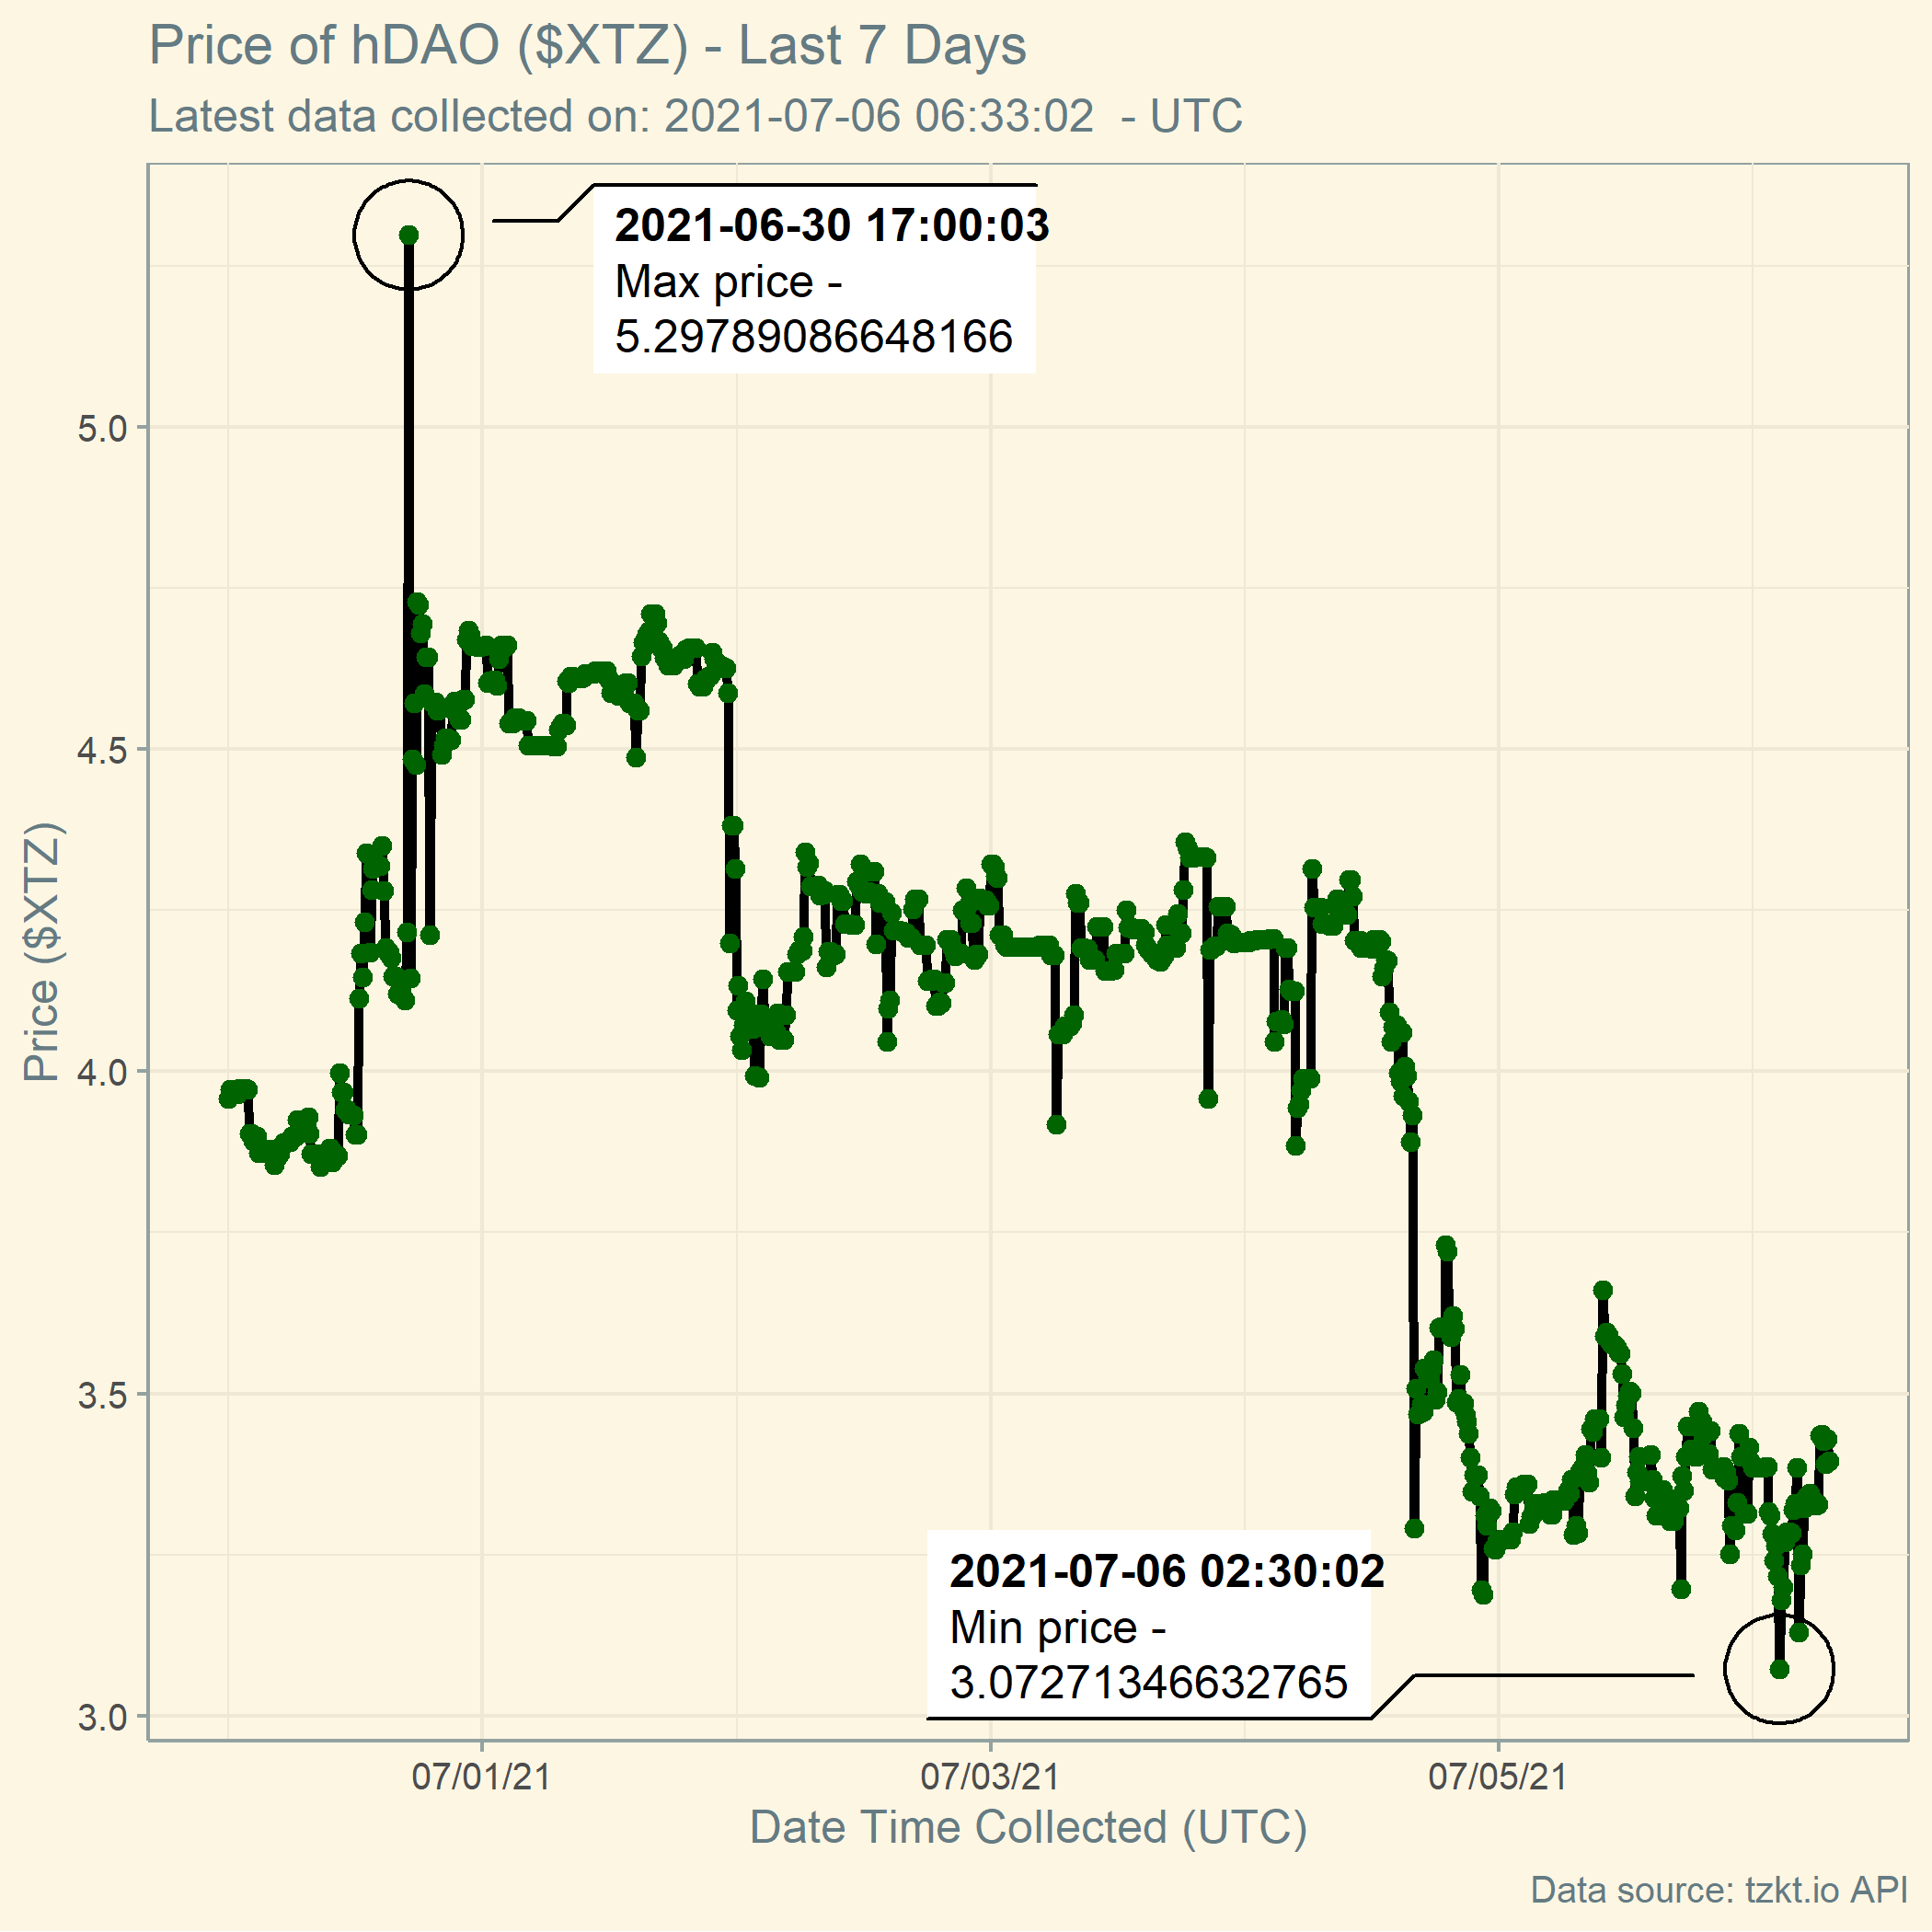 Price of hDAO ($XTZ) - Last 7 Days
Latest data collected on: 2021-07-06 06:33:02  - UTC
2021-06-30 17:00:03
Max price -
5.29789086648166
5.0
4.5
Price ($XTZ)
4.0
3.5
2021-07-06 02:30:02
Min price -
3.07271346632765
3.0
07/01/21
07/03/21
07/05/21
Date Time Collected (UTC)
Data source: tzkt.io API